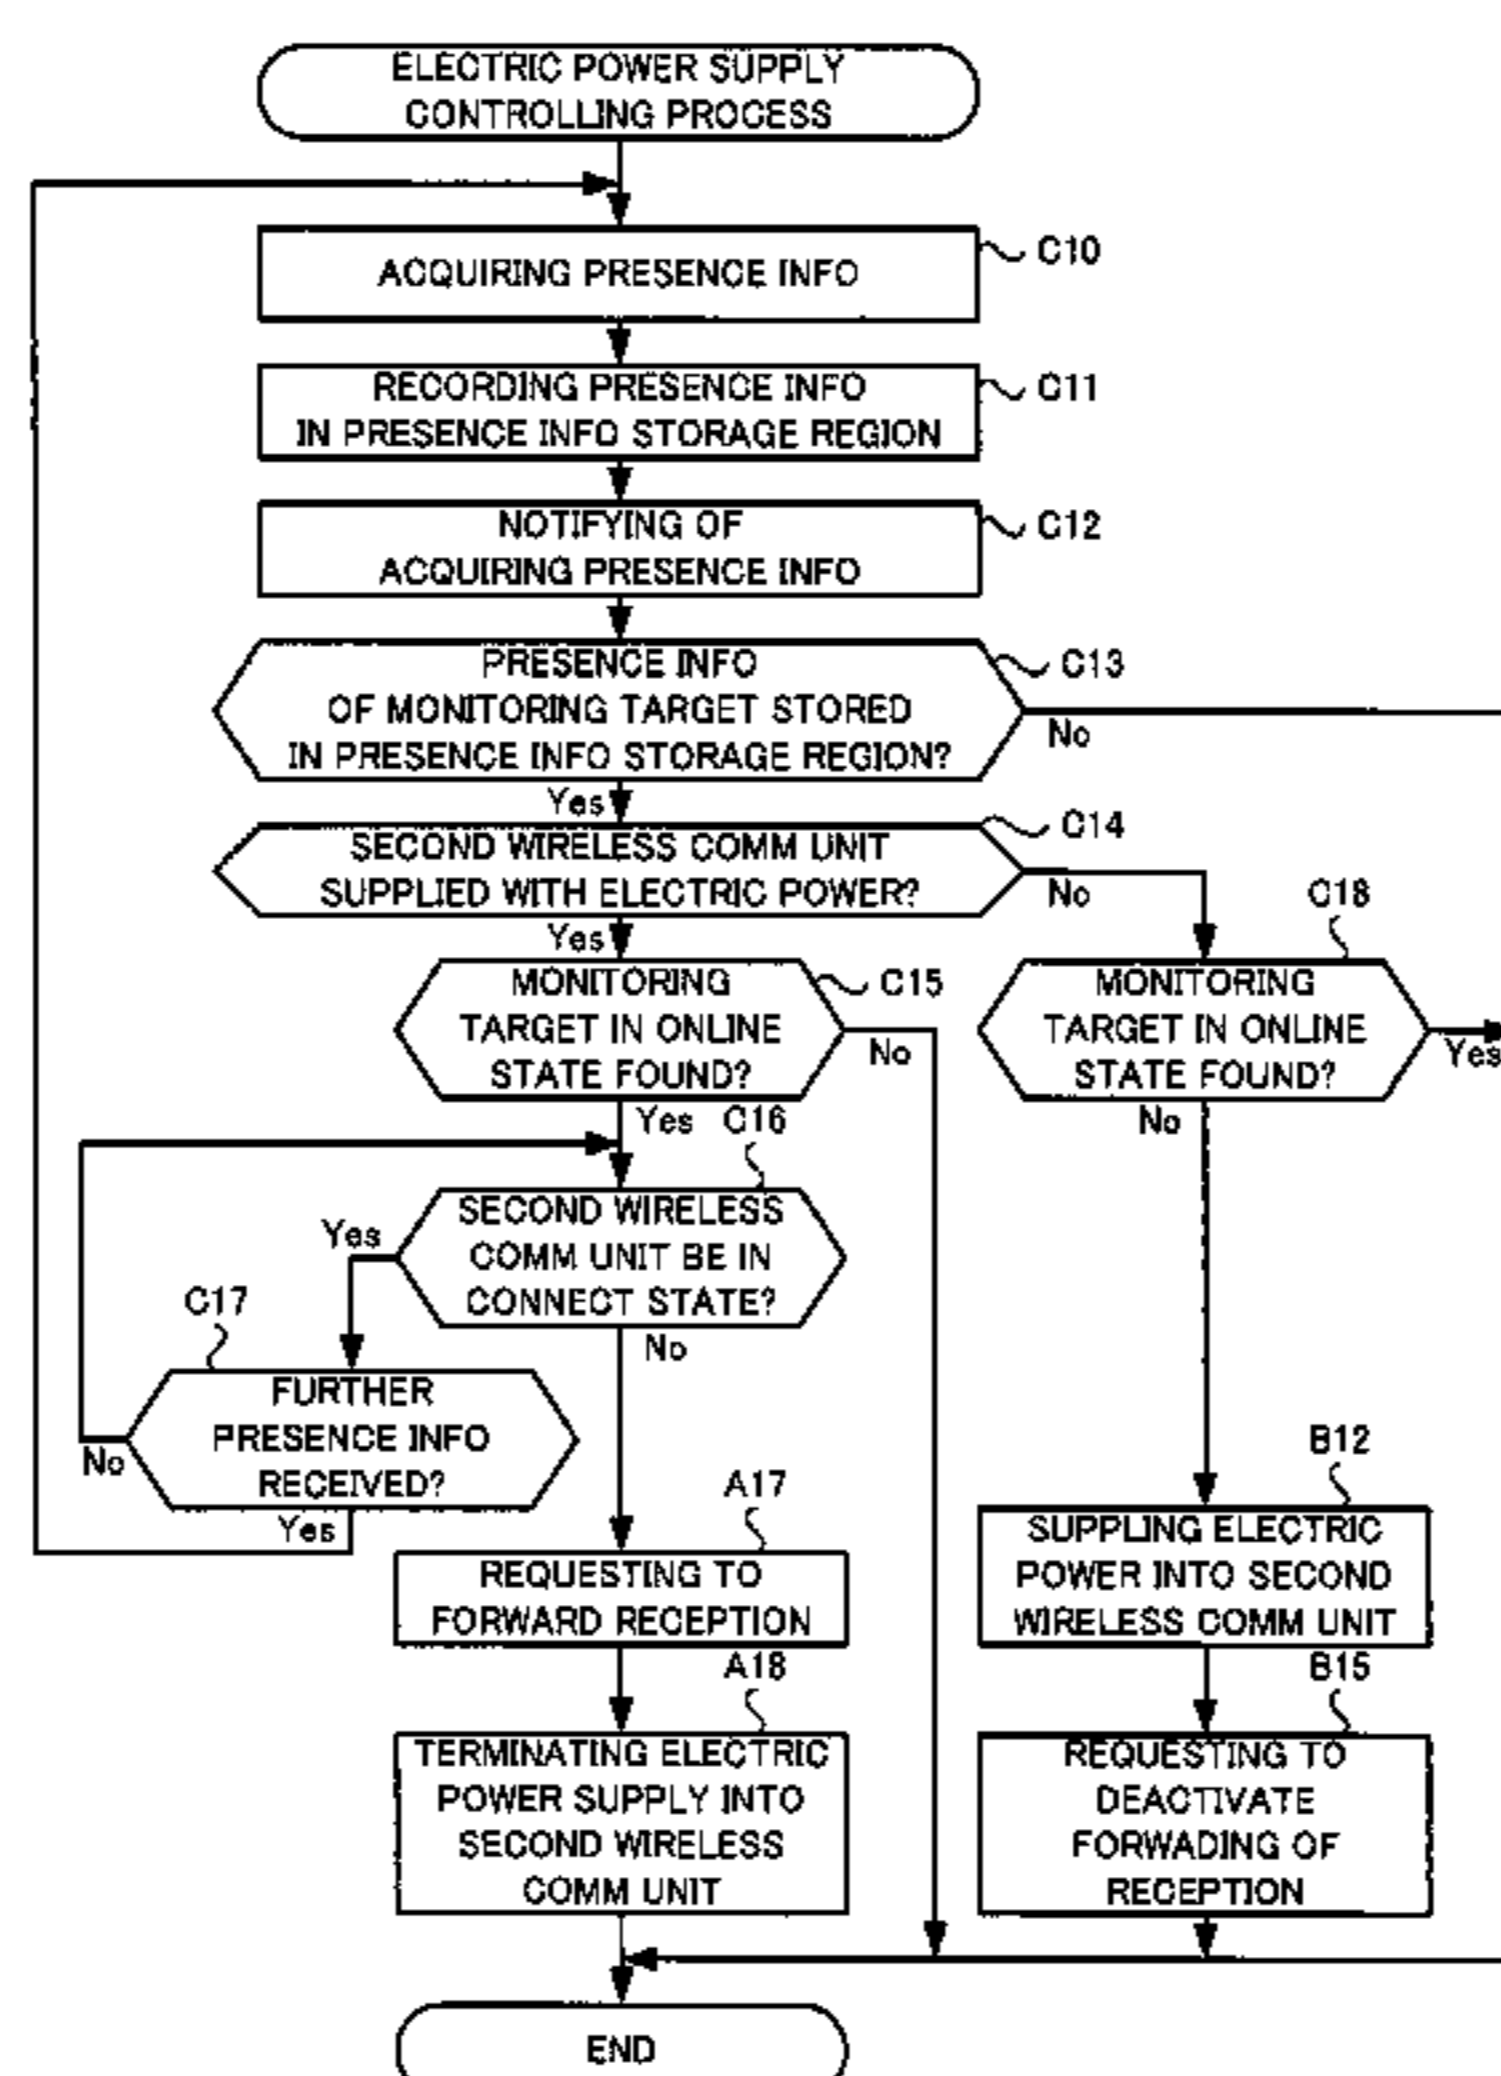 ELECTRIC POWER SUPPLY
CONTROLLING PROCESS
ACQUIRING PRESENCE INFO
C10
RECORDING PRESENCE INFO
IN PRESENCE INFO STORAGE REGION
C11
NOTIFYING OF
ACQUIRING PRESENCE INFO
C12
PRESENCE INFO
OF MONITORING TARGET STORED
IN PRESENCE INFO STORAGE REGION?
C13
No
Yes
SECOND WIRELESS COMM UNIT
SUPPLIED WITH ELECTRIC POWER?
C14
No
Yes
MONITORING
TARGET IN ONLINE
STATE FOUND?
C15
No
Yes
C18
MONITORING
TARGET IN ONLINE
STATE FOUND?
Yes
No
C16
SECOND WIRELESS
COMM UNIT BE IN
CONNECT STATE?
Yes
No
C17
FURTHER
PRESENCE INFO
RECEIVED?
No
Yes
A17
REQUESTING TO
FORWARD RECEPTION
A18
TERMINATING ELECTRIC
POWER SUPPLY INTO
SECOND WIRELESS
COMM UNIT
B12
SUPPLING ELECTRIC
POWER INTO SECOND
WIRELESS COMM UNIT
B15
REQUESTING TO
DEACTIVATE
FORWADING OF
RECEPTION
END